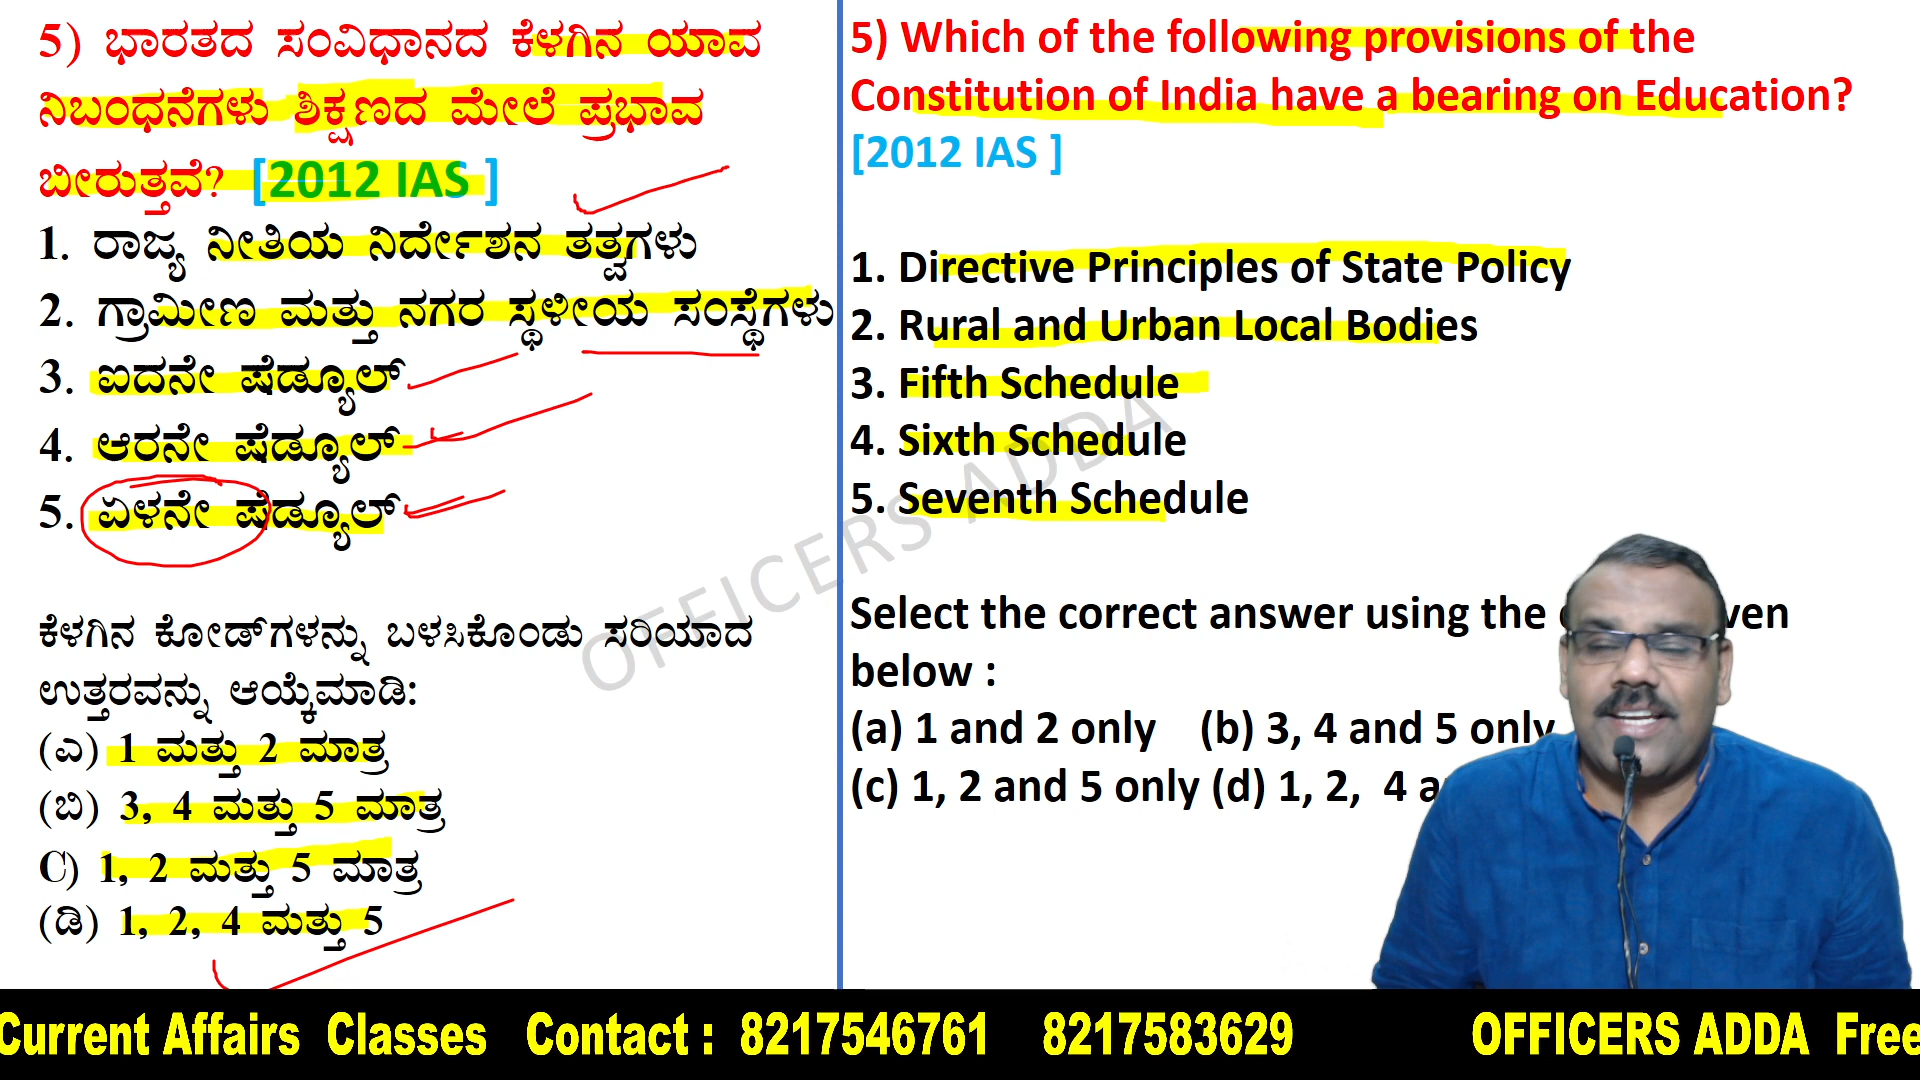 5) ಭಾರತದ ಸಂವಿಧಾನದ ಕೆಳಗಿನ ಯಾವ
ನಿಬಂಧನೆಗಳು ಶಿಕ್ಷಣದ ಮೇಲೆ ಪ್ರಭಾವ
ಬೀರುತ್ತವೆ? [2012 IAS ]
1. ರಾಜ್ಯ ನೀತಿಯ ನಿರ್ದೇಶನ ತತ್ವಗಳು
2. ಗ್ರಾಮೀಣ ಮತ್ತು ನಗರ ಸ್ಥಳೀಯ ಸಂಸ್ಥೆಗಳು
3. ಐದನೇ ಷೆಡ್ಯೂಲ್
4. ಆರನೇ ಷೆಡ್ಯೂಲ್
5. ಏಳನೇ ಷೆಡ್ಯೂಲ್
ಕೆಳಗಿನ ಕೋಡ್‌ಗಳನ್ನು ಬಳಸಿಕೊಂಡು ಸರಿಯಾದ
ಉತ್ತರವನ್ನು ಆಯ್ಕೆಮಾಡಿ:
(ಎ) 1 ಮತ್ತು 2 ಮಾತ್ರ
(ಬಿ) 3, 4 ಮತ್ತು 5 ಮಾತ್ರ
C) 1, 2 ಮತ್ತು 5 ಮಾತ್ರ
(ಡಿ) 1, 2, 4 ಮತ್ತು 5
5) Which of the following provisions of the
Constitution of India have a bearing on Education?
[2012 IAS ]
1. Directive Principles of State Policy
2. Rural and Urban Local Bodies
3. Fifth Schedule
4. Sixth Schedule
5. Seventh Schedule
Select the correct answer using the
below :
(a) 1 and 2 only (b) 3, 4 and 5 only
(c) 1, 2 and 5 only (d) 1, 2, 4
OFFICERS ADDA
Current Affairs Classes Contact : 8217546761 8217583629 OFFICERS ADDA Free